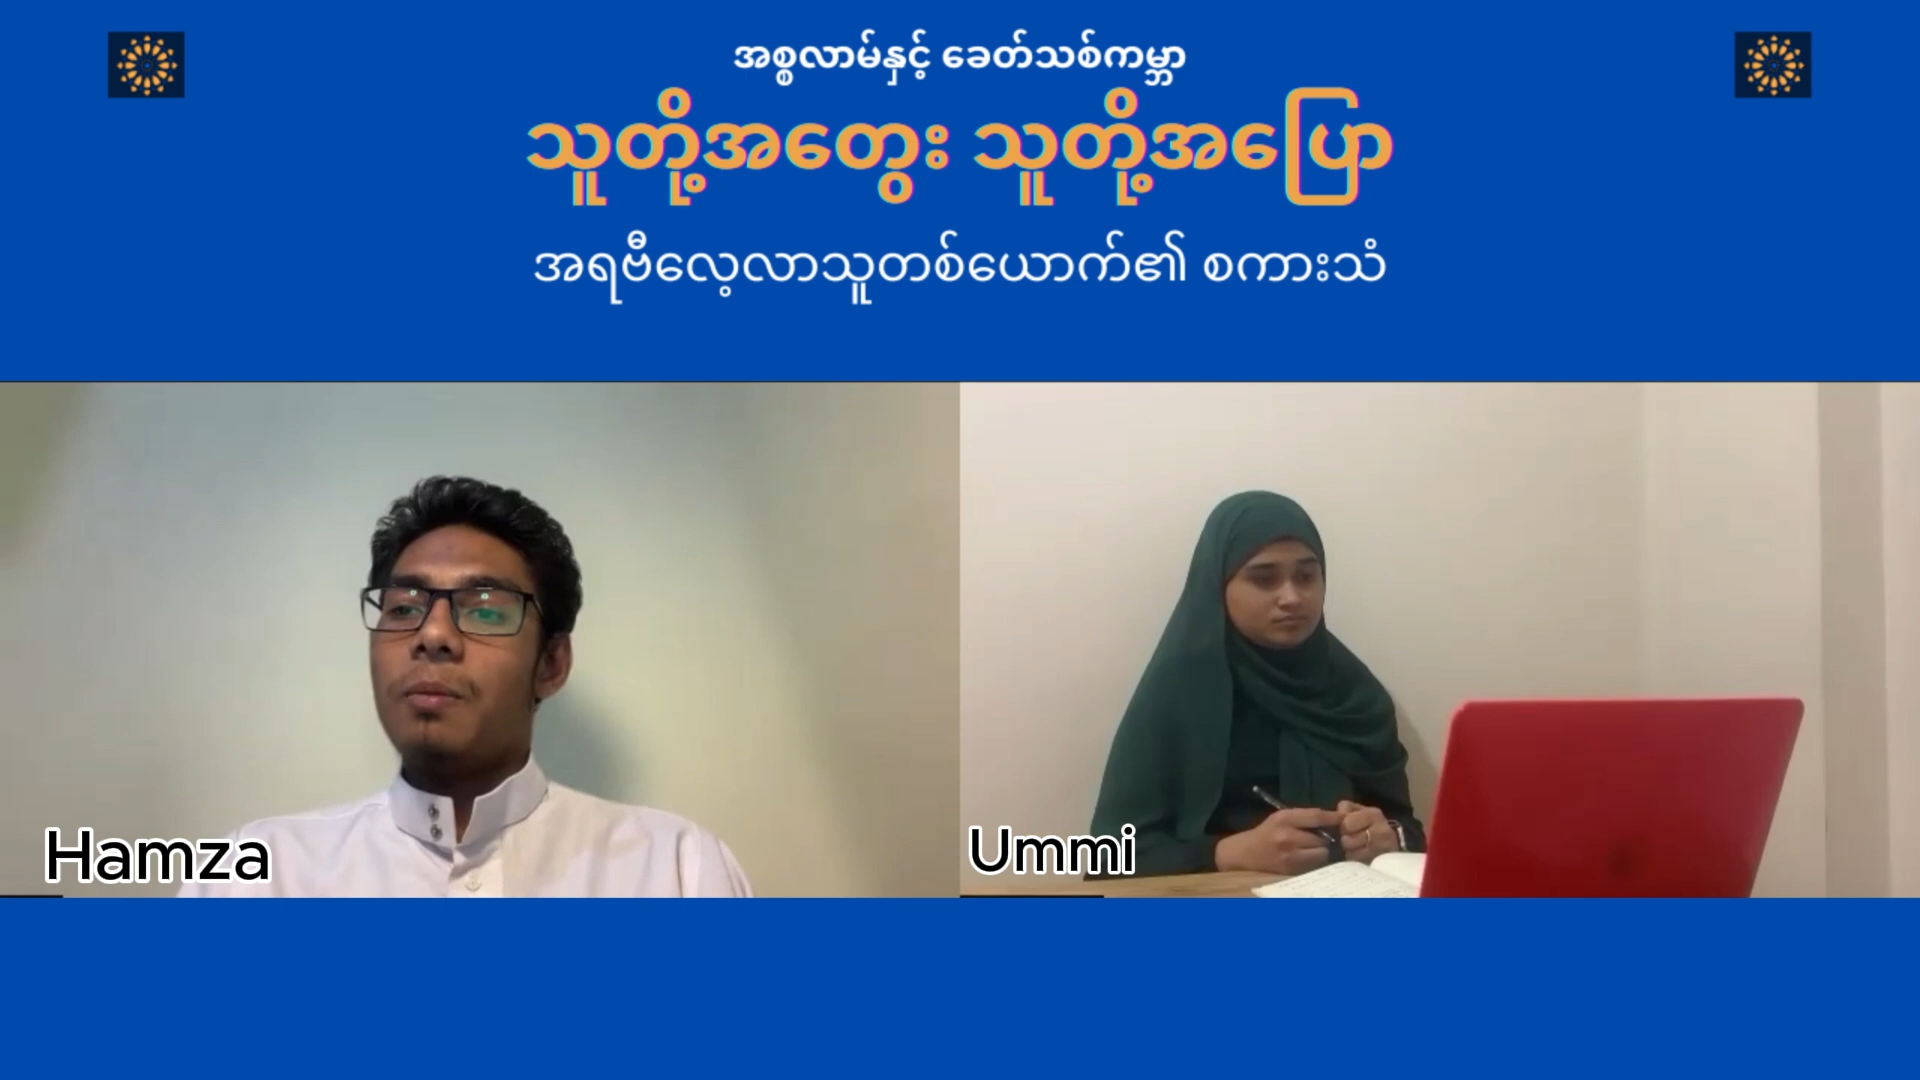 အစ္စလာမ်နှင့် ခေတ်သစ်ကမ္ဘာ
သူတို့အတွေး သူတို့အပြော
အရဗီလေ့လာသူတစ်ယောက်၏ စကားသံ
Hamza
Ummi